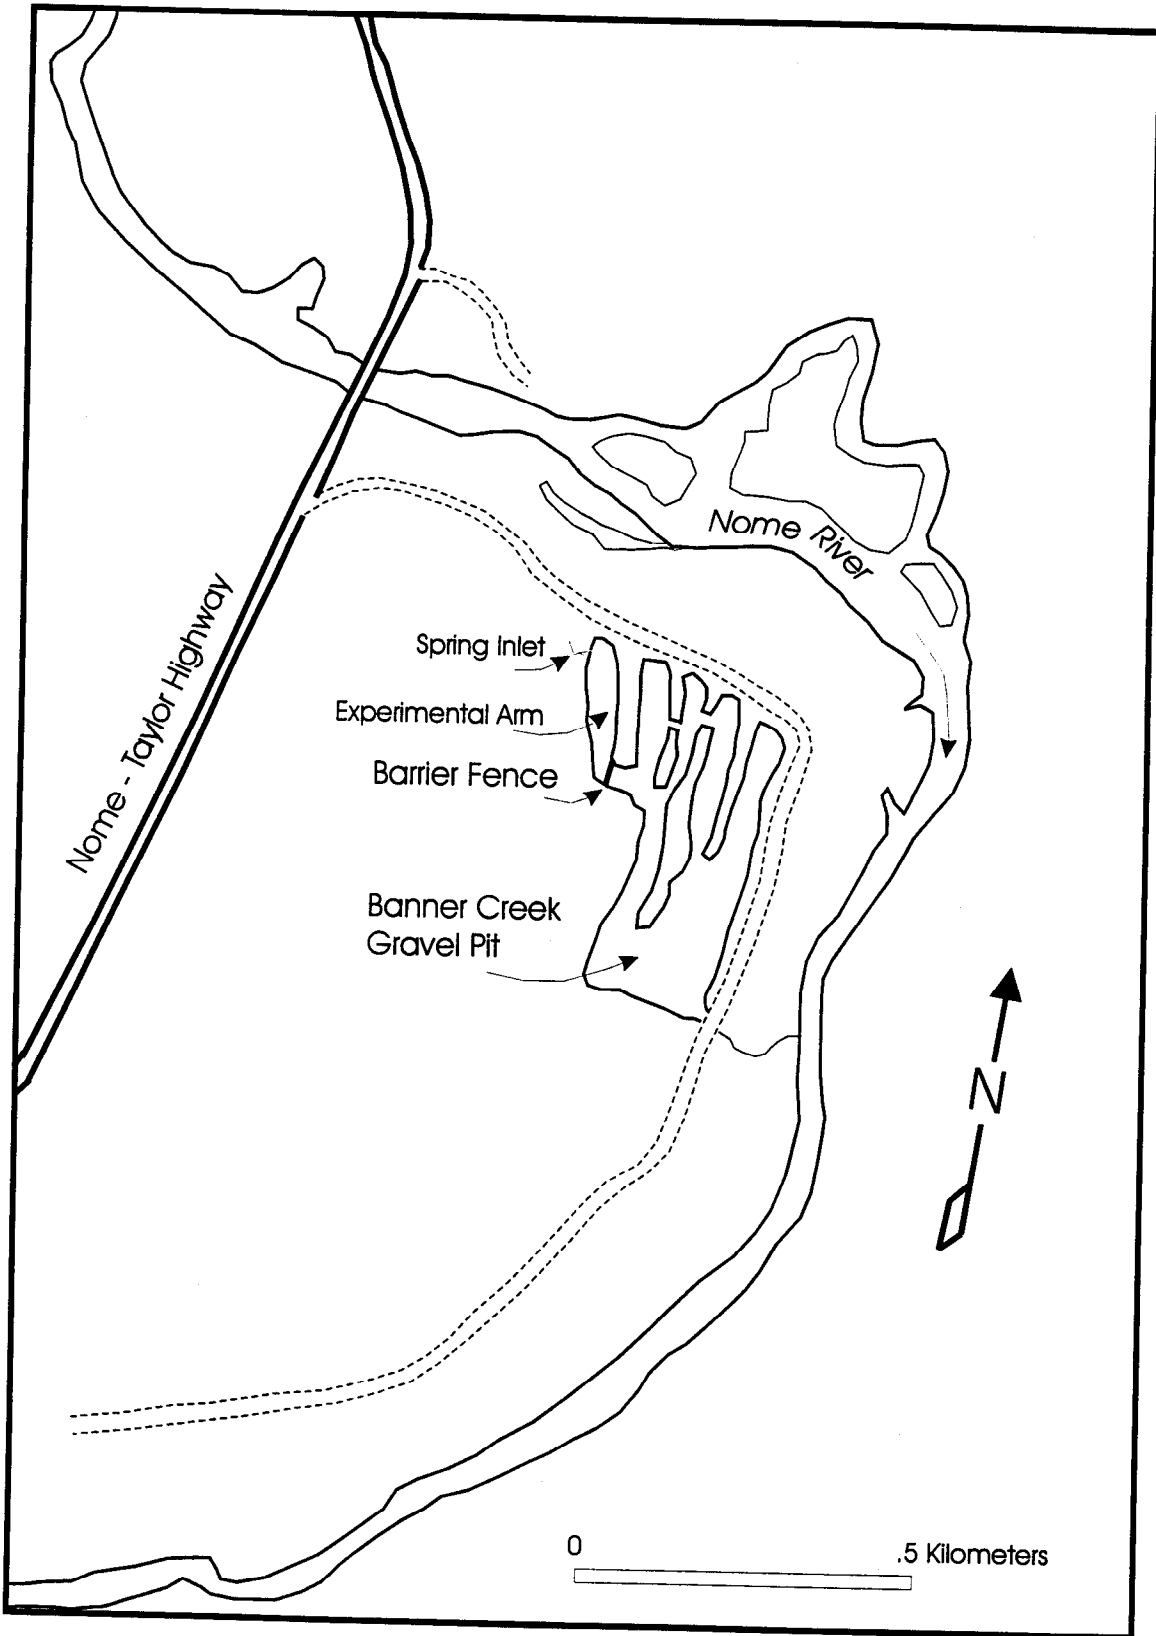 Nome River
Spring Inlet
Nome - Taylor Highway
Experimental Arm
Barrier Fence
Banner Creek
Gravel Pit
N
0
.5 Kilometers